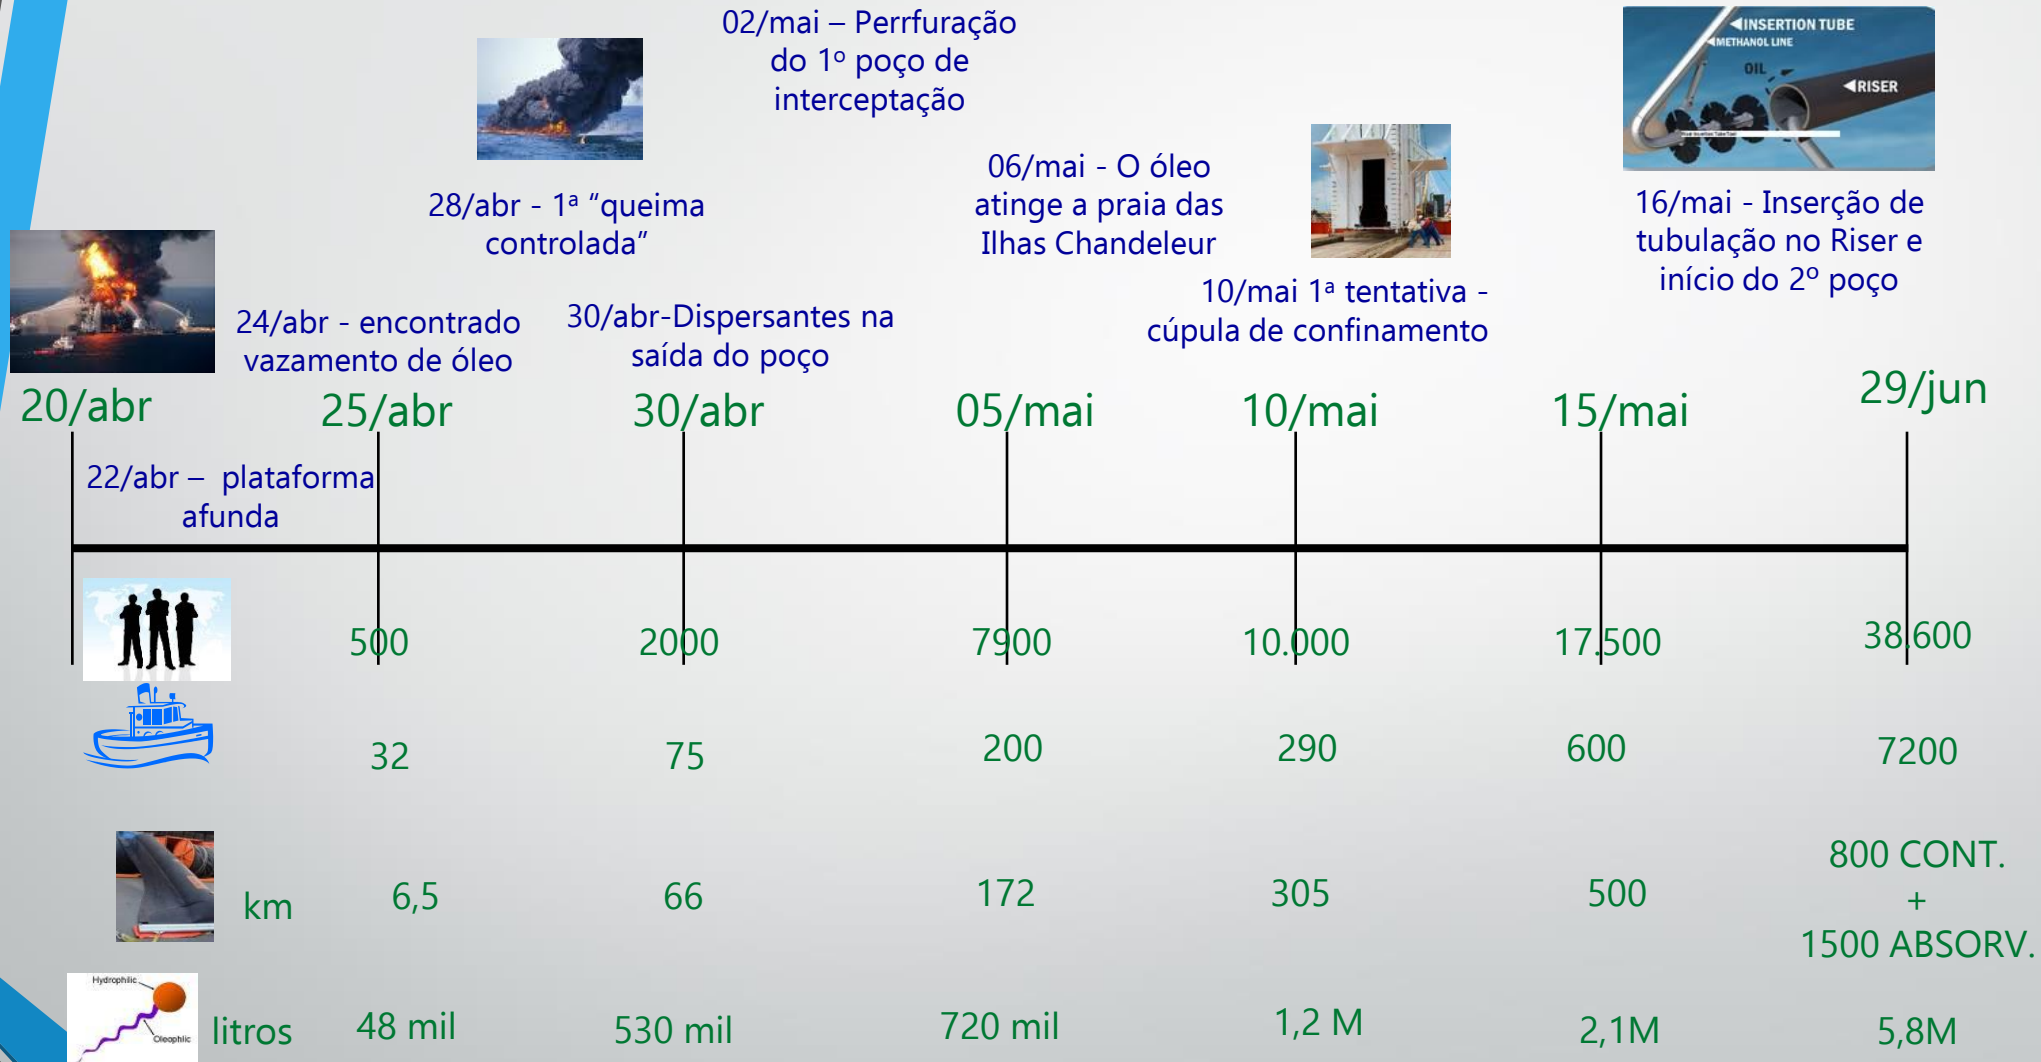 02/mai – Perrfuração
do 1º poço de
interceptação
◄INSERTION TUBE
◄METHANOL LINE
OIL
◄RISER
06/mai - O óleo
atinge a praia das
Ilhas Chandeleur
28/abr - 1ª “queima
controlada”
16/mai - Inserção de
tubulação no Riser e
início do 2º poço
10/mai 1ª tentativa -
cúpula de confinamento
24/abr - encontrado
vazamento de óleo
30/abr-Dispersantes na
saída do poço
20/abr 25/abr 30/abr 05/mai 10/mai 15/mai 29/jun
22/abr – plataforma
afunda
500 2000 7900 10.000 17.500 38.600
32 75 200 290 600 7200
km 6,5 66 172 305 500 800 CONT.
+
1500 ABSORV.
Hydrophilic
Oleophilic
litros 48 mil 530 mil 720 mil 1,2 M 2,1M 5,8M